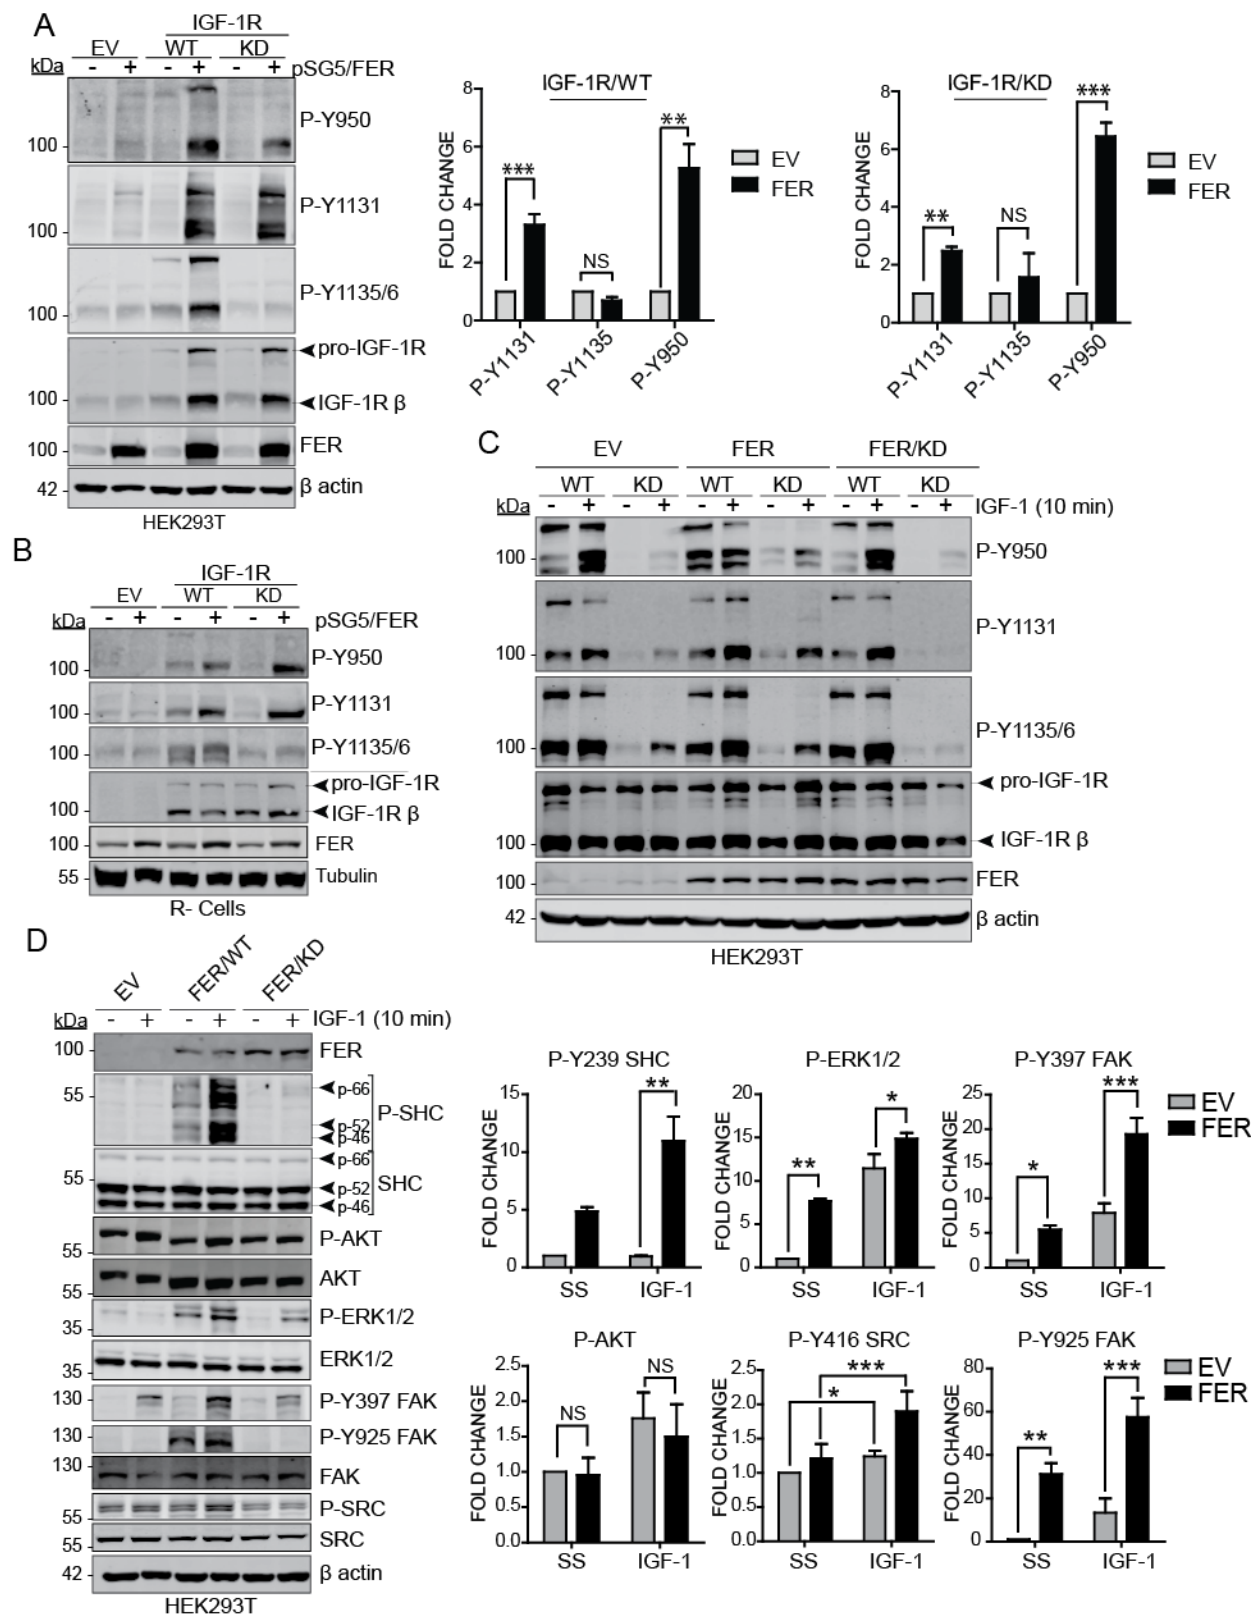 A
IGF-1R
EV WT KD
kDa - + - + - + pSG5/FER
P-Y950
100
P-Y1131
100
P-Y1135/6
100
pro-IGF-1R
100 IGF-1R β
100 FER
42 β actin
HEK293T
IGF-1R/WT
FOLD CHANGE
8
6
4
2
0
*** NS **
P-Y1131 P-Y1135 P-Y950
EV
FER
IGF-1R/KD
FOLD CHANGE
8
6
4
2
0
** NS ***
P-Y1131 P-Y1135 P-Y950
EV
FER
B
IGF-1R
EV WT KD
kDa - + - + - + pSG5/FER
100 P-Y950
100 P-Y1131
100 P-Y1135/6
pro-IGF-1R
100 IGF-1R β
100 FER
55 Tubulin
R- Cells
C
EV FER FER/KD
WT KD WT KD WT KD
kDa - + - + - + - + - + - + IGF-1 (10 min)
100 P-Y950
P-Y1131
100
P-Y1135/6
100
pro-IGF-1R
100 IGF-1R β
100 FER
42 β actin
HEK293T
D
EV FER/WT FER/KD
kDa - + - + - + IGF-1 (10 min)
100 FER
55 p-66
P-SHC
p-52
p-46
p-66
55 SHC
p-52
p-46
P-AKT
55
AKT
55
P-ERK1/2
35
ERK1/2
35
130 P-Y397 FAK
130 P-Y925 FAK
130 FAK
P-SRC
55
SRC
55
42 β actin
HEK293T
P-Y239 SHC
FOLD CHANGE
15
10
5
0
**
SS IGF-1
P-ERK1/2
FOLD CHANGE
20
15
10
5
0
** *
SS IGF-1
P-Y397 FAK
FOLD CHANGE
25
20
15
10
5
0
* ***
SS IGF-1
EV
FER
P-AKT
FOLD CHANGE
2.5
2.0
1.5
1.0
0.5
0.0
NS NS
SS IGF-1
P-Y416 SRC
FOLD CHANGE
2.5
2.0
1.5
1.0
0.5
0.0
* ***
SS IGF-1
P-Y925 FAK
FOLD CHANGE
80
60
40
20
0
** ***
SS IGF-1
EV
FER